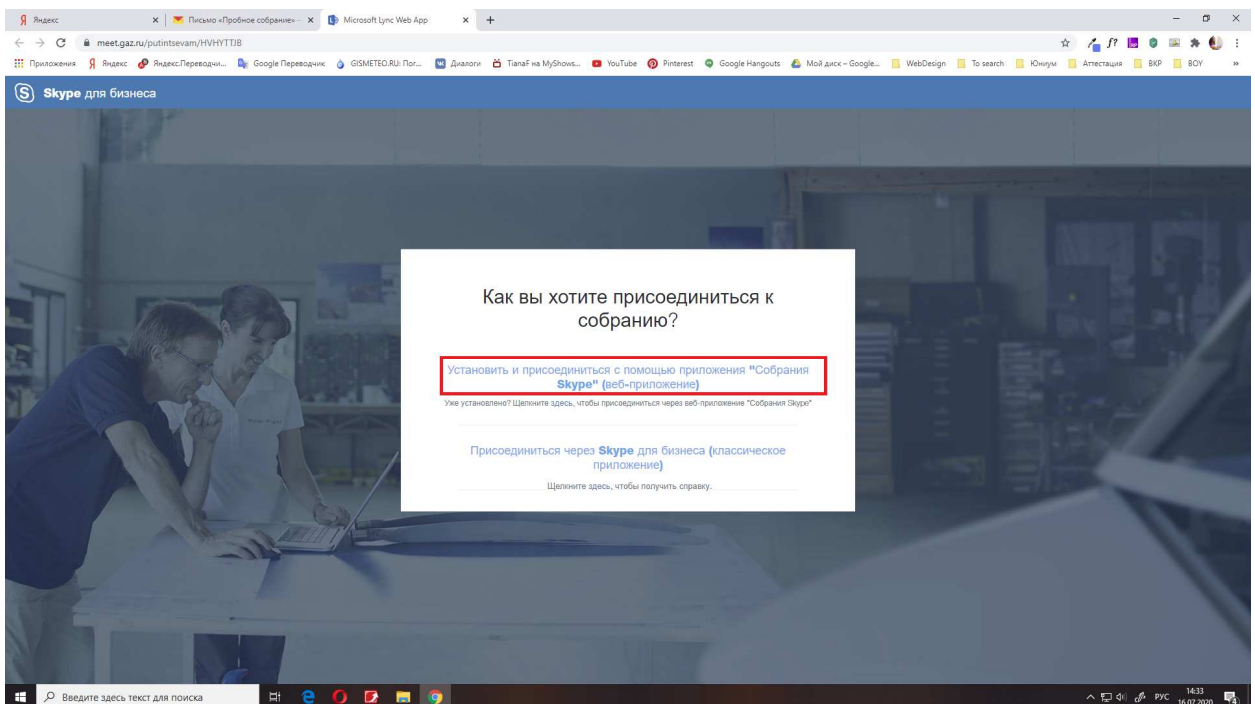 Яндекс
Письмо «Пробное собрание» –
Microsoft Lync Web App
meet.gaz.ru/putintsevam/HVHYTTJB
Приложения
Яндекс
Яндекс.Переводчи...
Google Переводчик
GISMETEO.RU: Пог...
Диалоги
TianaF на MyShows...
YouTube
Pinterest
Google Hangouts
Мой диск – Google...
WebDesign
To search
Юниум
Аттестация
ВКР
BOY
Skype для бизнеса
Как вы хотите присоединиться к
собранию?
Установить и присоединиться с помощью приложения "Собрания
Skype" (веб-приложение)
Уже установлено? Щелкните здесь, чтобы присоединиться через веб-приложение "Собрания Skype"
Присоединиться через Skype для бизнеса (классическое
приложение)
Щелкните здесь, чтобы получить справку.
Введите здесь текст для поиска
РУС
14:33
16.07.2020